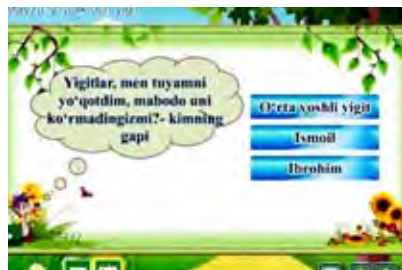 Yigitlar, men tuyamni
yo‘qotdim, mabodo uni
ko‘rmadingizmi?- kimning
gapi
O‘rta yoshli yigit
Ismoil
Ibrohim